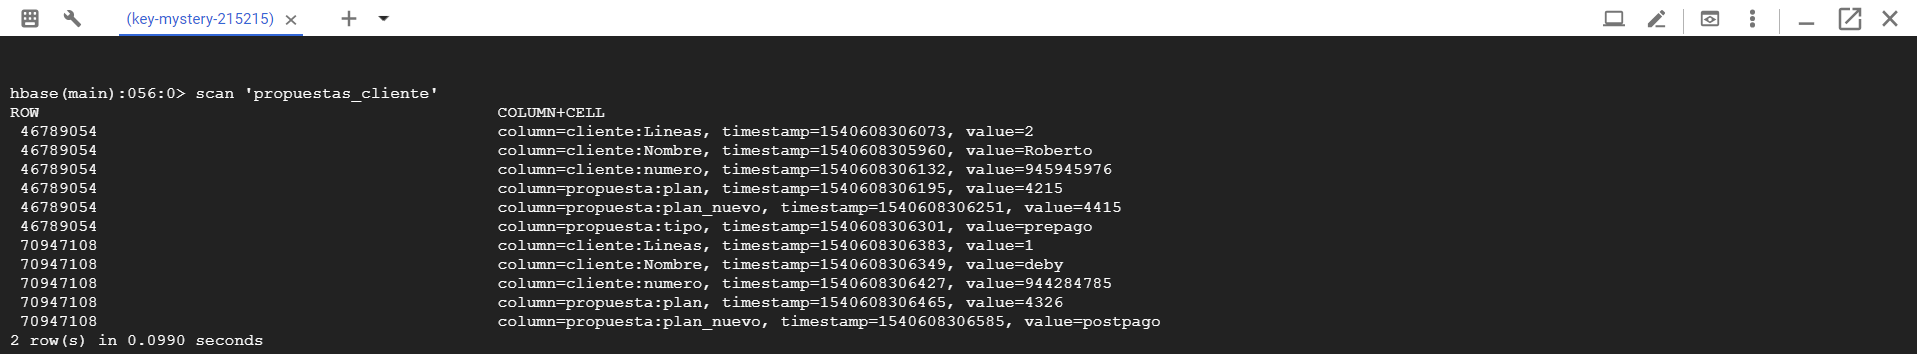 (key-mystery-215215)
hbase(main):056:0> scan 'propuestas_cliente'
ROW COLUMN+CELL
46789054 column=cliente:Lineas, timestamp=1540608306073, value=2
46789054 column=cliente:Nombre, timestamp=1540608305960, value=Roberto
46789054 column=cliente:numero, timestamp=1540608306132, value=945945976
46789054 column=propuesta:plan, timestamp=1540608306195, value=4215
46789054 column=propuesta:plan_nuevo, timestamp=1540608306251, value=4415
46789054 column=propuesta:tipo, timestamp=1540608306301, value=prepago
70947108 column=cliente:Lineas, timestamp=1540608306383, value=1
70947108 column=cliente:Nombre, timestamp=1540608306349, value=deby
70947108 column=cliente:numero, timestamp=1540608306427, value=944284785
70947108 column=propuesta:plan, timestamp=1540608306465, value=4326
70947108 column=propuesta:plan_nuevo, timestamp=1540608306585, value=postpago
2 row(s) in 0.0990 seconds